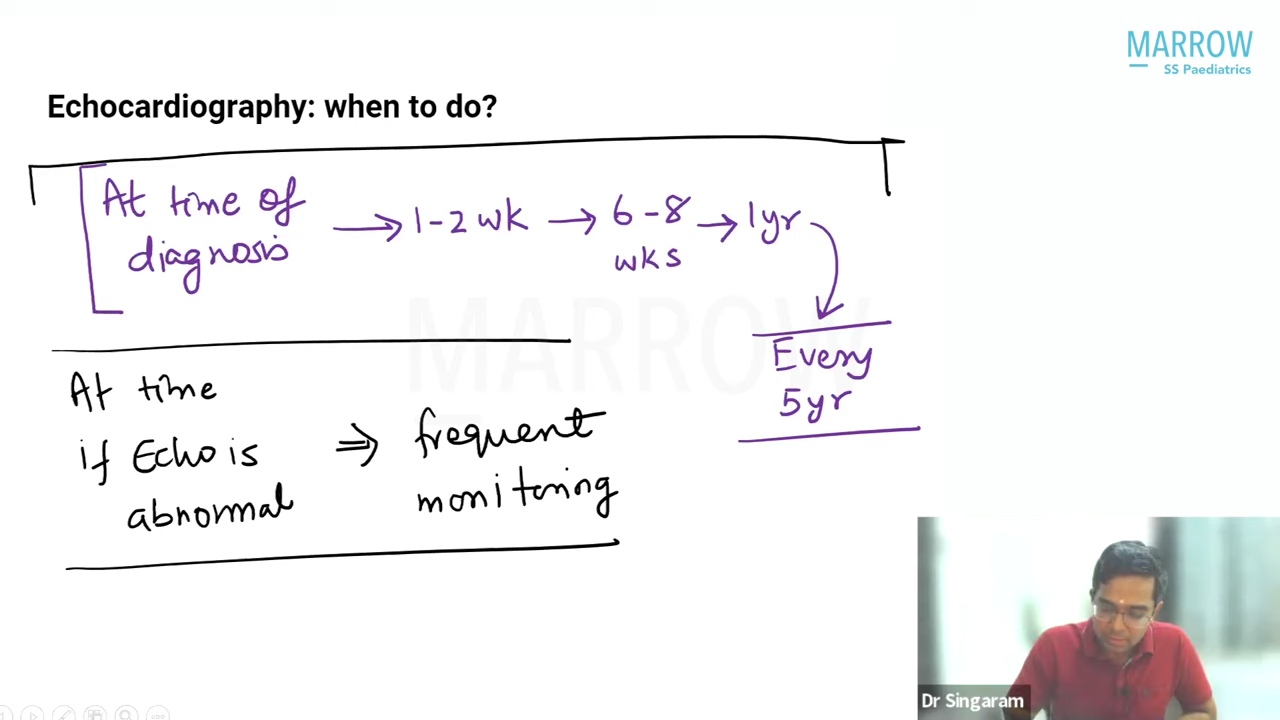 MARROW
SS Paediatrics
Echocardiography: when to do?
At time of
diagnosis
→ 1-2 wk → 6-8
wks
→ 1yr
Every
5yr
At time
if Echo is
abnormal
⇒ frequent
monitoring
MARROW
Dr Singaram